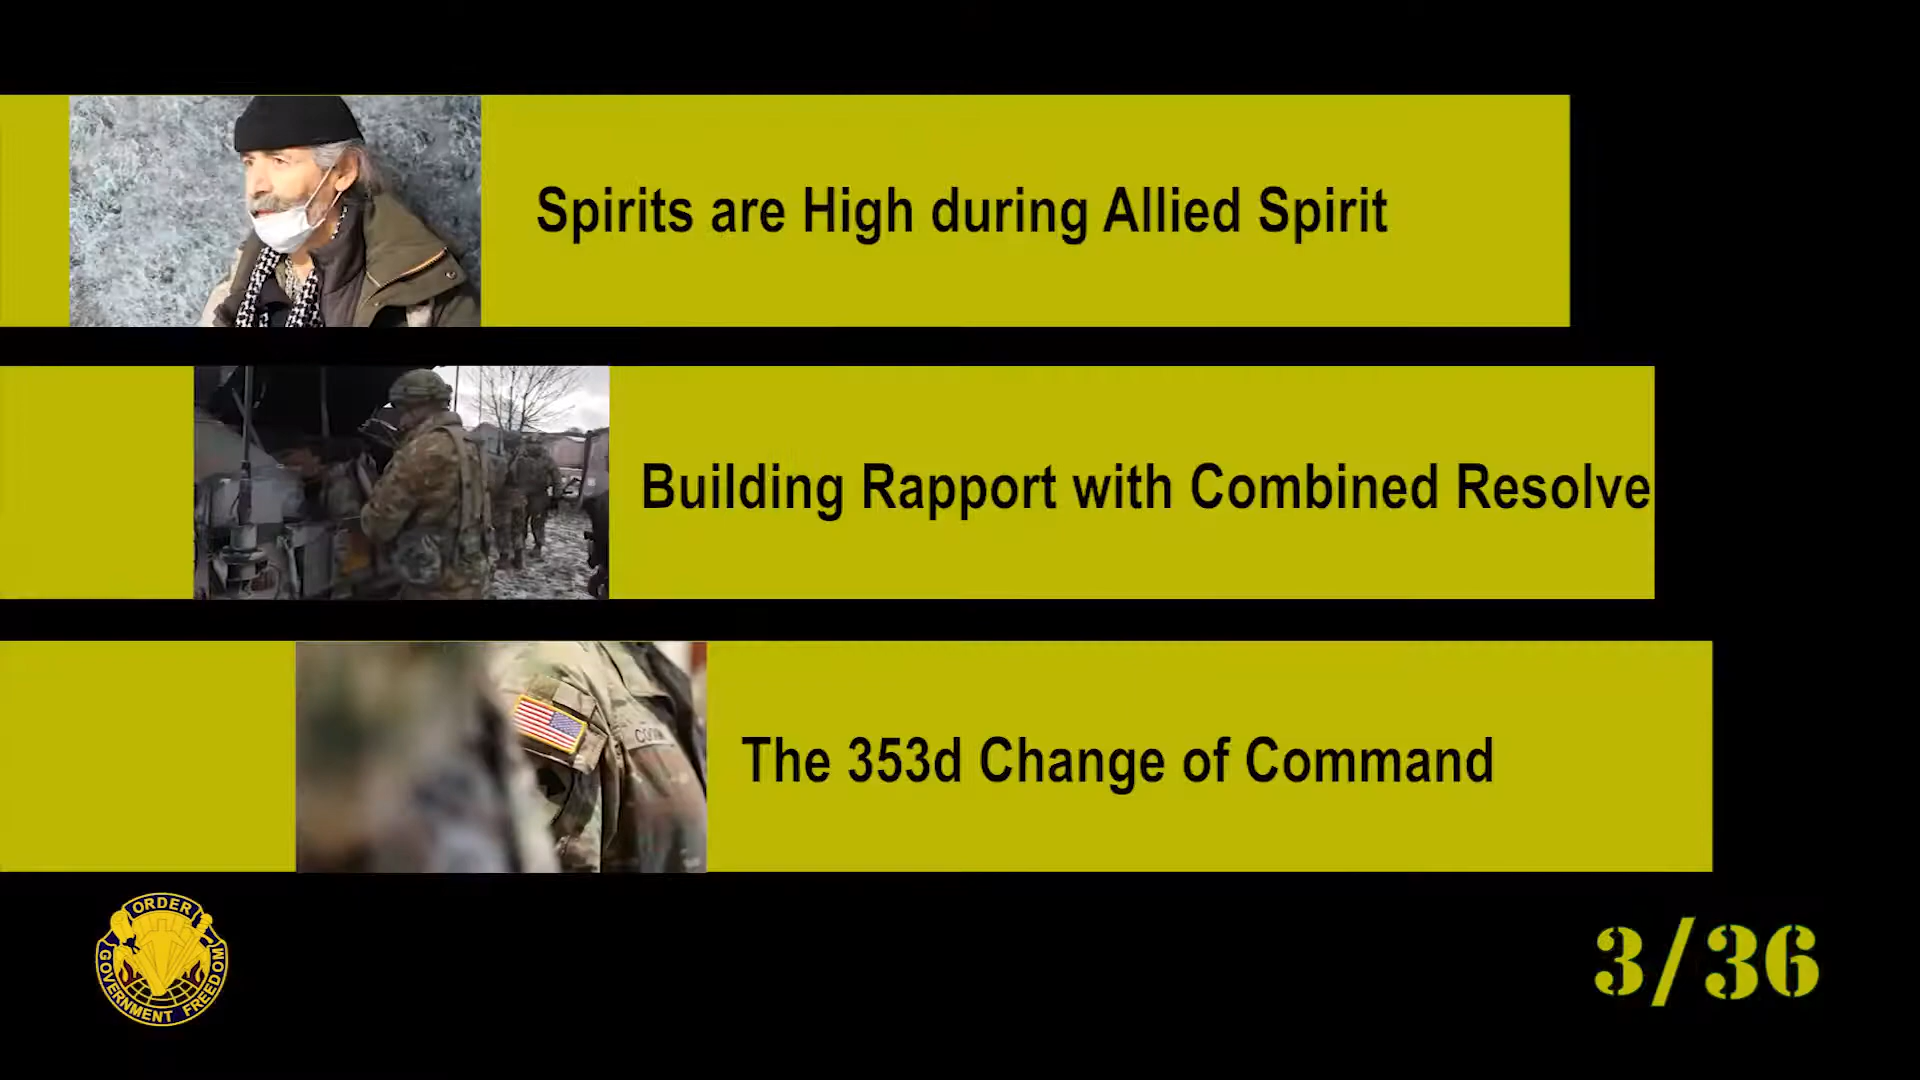 Spirits are High during Allied Spirit
Building Rapport with Combined Resolve
The 353d Change of Command
ORDER
GOVERNMENT FREEDOM
3/36